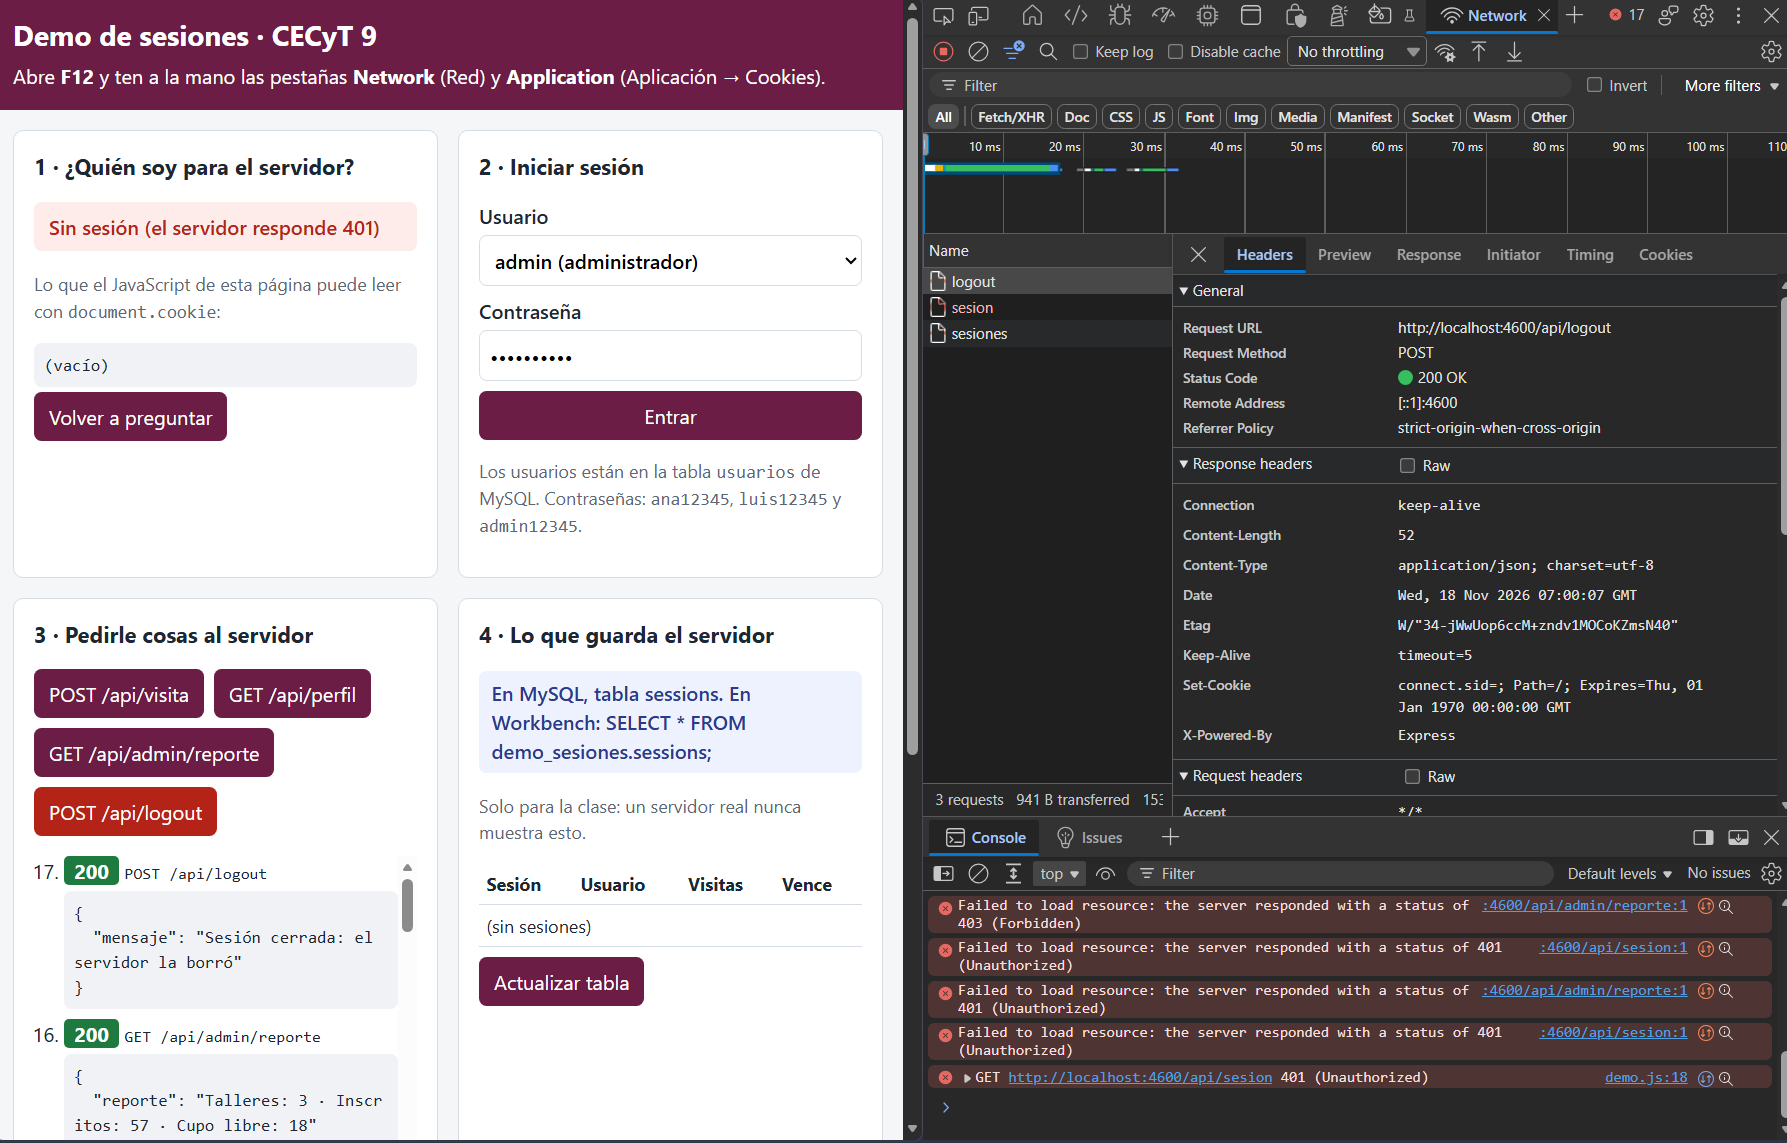 Demo de sesiones · CECyT 9
Abre F12 y ten a la mano las pestañas Network (Red) y Application (Aplicación → Cookies).
1 · ¿Quién soy para el servidor?
Sin sesión (el servidor responde 401)
Lo que el JavaScript de esta página puede leer
con document.cookie:
(vacío)
Volver a preguntar
2 · Iniciar sesión
Usuario
admin (administrador)
Contraseña
••••••••••
Entrar
Los usuarios están en la tabla usuarios de
MySQL. Contraseñas: ana12345, luis12345 y
admin12345.
3 · Pedirle cosas al servidor
POST /api/visita
GET /api/perfil
GET /api/admin/reporte
POST /api/logout
17. 200 POST /api/logout
{
"mensaje": "Sesión cerrada: el
servidor la borró"
}
16. 200 GET /api/admin/reporte
{
"reporte": "Talleres: 3 · Inscr
itos: 57 · Cupo libre: 18"
4 · Lo que guarda el servidor
En MySQL, tabla sessions. En
Workbench: SELECT * FROM
demo_sesiones.sessions;
Solo para la clase: un servidor real nunca
muestra esto.
Sesión Usuario Visitas Vence
(sin sesiones)
Actualizar tabla
Network
17
Keep log
Disable cache
No throttling
Filter
Invert
More filters
All
Fetch/XHR
Doc
CSS
JS
Font
Img
Media
Manifest
Socket
Wasm
Other
10 ms 20 ms 30 ms 40 ms 50 ms 60 ms 70 ms 80 ms 90 ms 100 ms 110
Name
logout
sesion
sesiones
3 requests 941 B transferred 153
Headers
Preview
Response
Initiator
Timing
Cookies
General
Request URL http://localhost:4600/api/logout
Request Method POST
Status Code 200 OK
Remote Address [::1]:4600
Referrer Policy strict-origin-when-cross-origin
Response headers Raw
Connection keep-alive
Content-Length 52
Content-Type application/json; charset=utf-8
Date Wed, 18 Nov 2026 07:00:07 GMT
Etag W/"34-jWwUop6ccM+zndv1MOCoKZmsN40"
Keep-Alive timeout=5
Set-Cookie connect.sid=; Path=/; Expires=Thu, 01
Jan 1970 00:00:00 GMT
X-Powered-By Express
Request headers Raw
Accept */*
Console
Issues
top
Filter
Default levels
No issues
Failed to load resource: the server responded with a status of :4600/api/admin/reporte:1
403 (Forbidden)
Failed to load resource: the server responded with a status of 401 :4600/api/sesion:1
(Unauthorized)
Failed to load resource: the server responded with a status of :4600/api/admin/reporte:1
401 (Unauthorized)
Failed to load resource: the server responded with a status of 401 :4600/api/sesion:1
(Unauthorized)
GET http://localhost:4600/api/sesion 401 (Unauthorized) demo.js:18